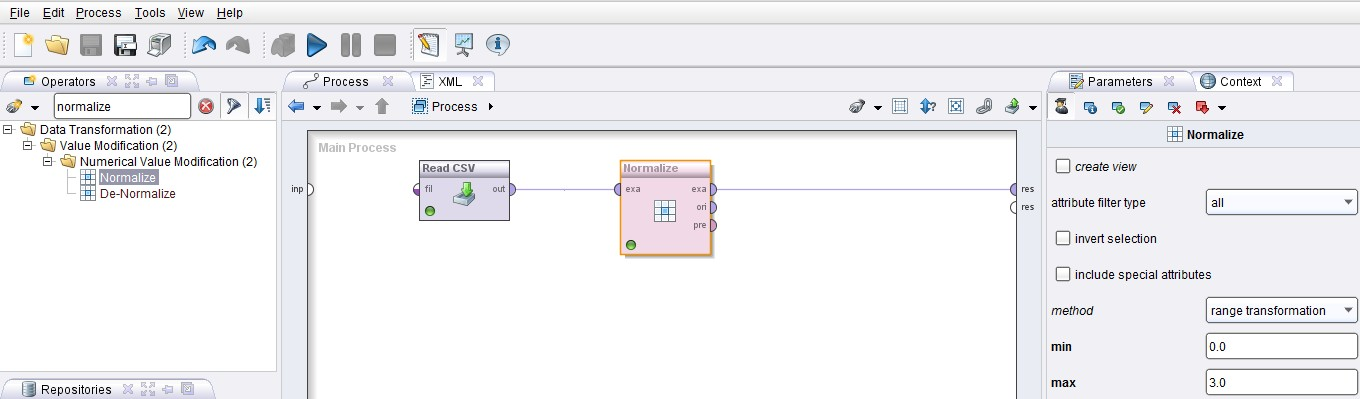 File Edit Process Tools View Help
Operators
Process
XML
Parameters
Context
normalize
Process
Data Transformation (2)
Value Modification (2)
Numerical Value Modification (2)
Normalize
De-Normalize
Repositories
Main Process
inp
Read CSV
fil out
Normalize
exa exa
ori
pre
res
res
Normalize
create view
attribute filter type all
invert selection
include special attributes
method range transformation
min 0.0
max 3.0